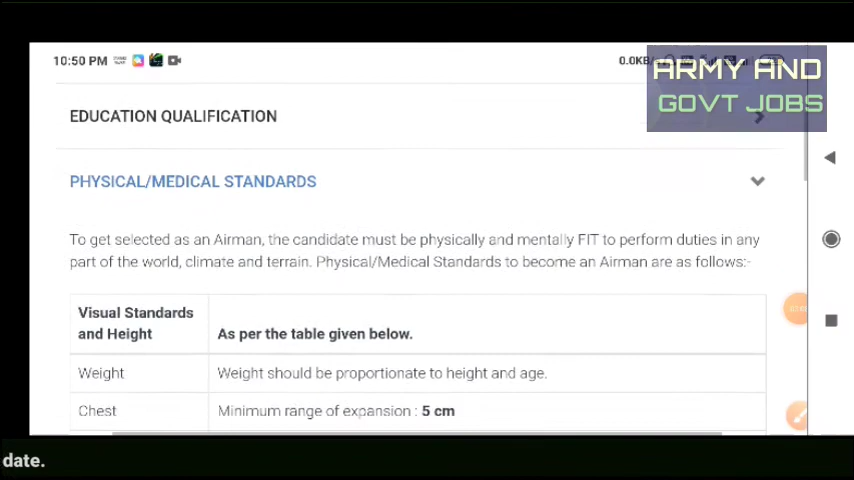 10:50 PM
0.0KB/
ARMY AND
GOVT JOBS
EDUCATION QUALIFICATION
PHYSICAL/MEDICAL STANDARDS
To get selected as an Airman, the candidate must be physically and mentally FIT to perform duties in any
part of the world, climate and terrain. Physical/Medical Standards to become an Airman are as follows:-
Visual Standards
and Height
As per the table given below.
Weight
Weight should be proportionate to height and age.
Chest
Minimum range of expansion : 5 cm
date.